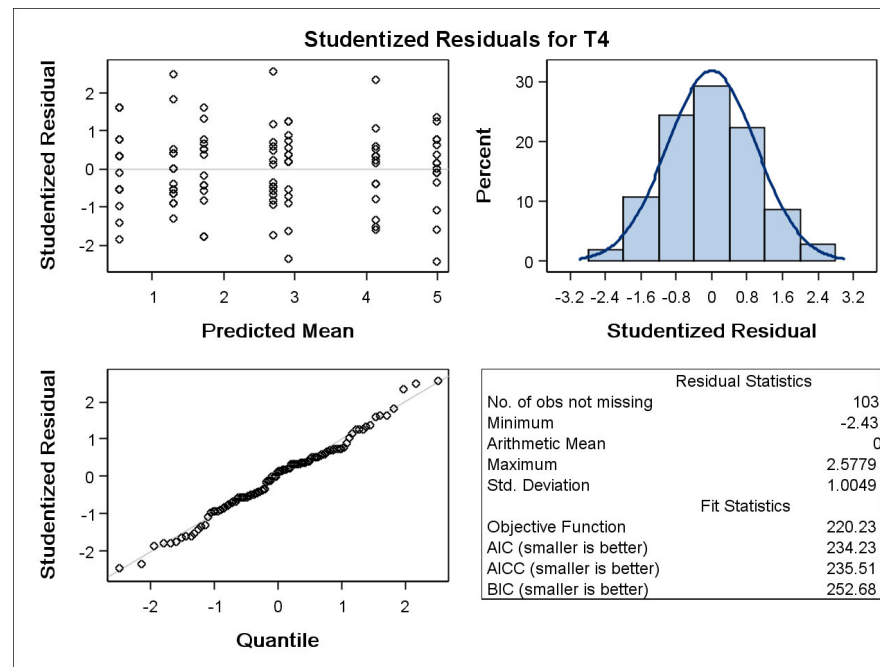 Studentized Residuals for T4
Studentized Residual
2
1
0
-1
-2
1 2 3 4 5
Predicted Mean
Percent
30
20
10
0
-3.2 -2.4 -1.6 -0.8 0 0.8 1.6 2.4 3.2
Studentized Residual
Studentized Residual
2
1
0
-1
-2
-2 -1 0 1 2
Quantile
Residual Statistics
No. of obs not missing 103
Minimum -2.43
Arithmetic Mean 0
Maximum 2.5779
Std. Deviation 1.0049
Fit Statistics
Objective Function 220.23
AIC (smaller is better) 234.23
AICC (smaller is better) 235.51
BIC (smaller is better) 252.68